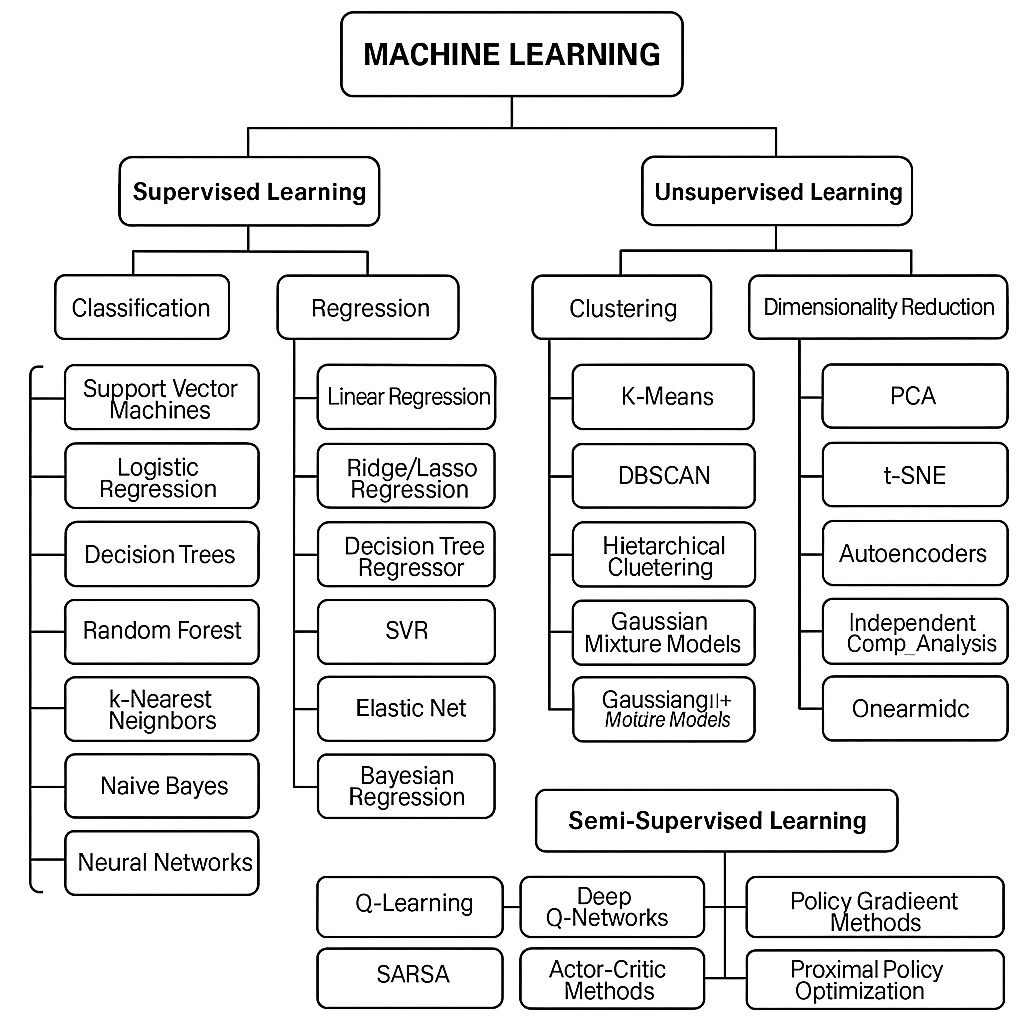 MACHINE LEARNING
Supervised Learning
Unsupervised Learning
Classification
Regression
Clustering
Dimensionality Reduction
Support Vector
Machines
Logistic
Regression
Decision Trees
Random Forest
k-Nearest
Neignbors
Naive Bayes
Neural Networks
Linear Regression
Ridge/Lasso
Regression
Decision Tree
Regressor
SVR
Elastic Net
Bayesian
Regression
K-Means
DBSCAN
Hietarchical
Cluetering
Gaussian
Mixture Models
Models
PCA
t-SNE
Autoencoders
Independent
Comp_Analysis
Onearmidc
Semi-Supervised Learning
Q-Learning
Deep
Q-Networks
Policy Gradieent
Methods
SARSA
Actor-Critic
Methods
Proximal Policy
Optimization